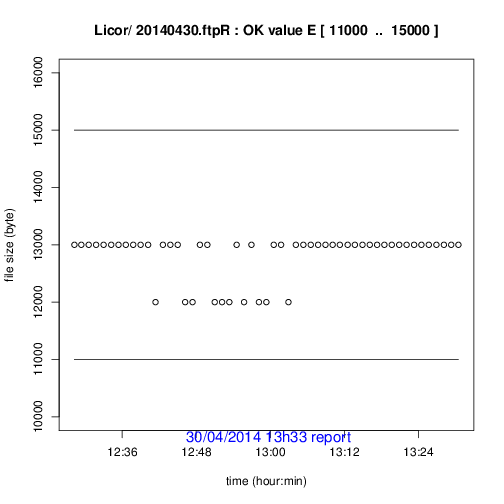 Licor/ 20140430.ftpR : OK value E [ 11000 .. 15000 ]
file size (byte)
16000
15000
14000
13000
12000
11000
10000
30/04/2014 13h33 report
12:36 12:48 13:00 13:12 13:24
time (hour:min)